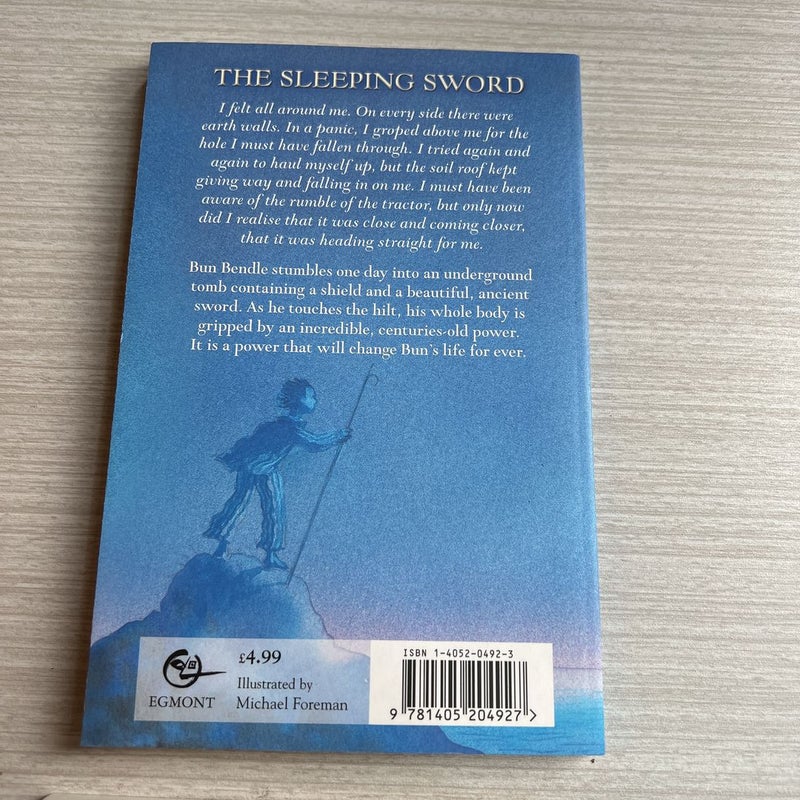 THE SLEEPING SWORD
I felt all around me. On every side there were
earth walls. In a panic, I groped above me for the
hole I must have fallen through. I tried again and
again to haul myself up, but the soil roof kept
giving way and falling in on me. I must have been
aware of the rumble of the tractor, but only now
did I realise that it was close and coming closer,
that it was heading straight for me.
Bun Bendle stumbles one day into an underground
tomb containing a shield and a beautiful, ancient
sword. As he touches the hilt, his whole body is
gripped by an incredible, centuries-old power.
It is a power that will change Bun's life for ever.
EGMONT
£4.99
Illustrated by
Michael Foreman
ISBN 1-4052-0492-3
9 781405 204927 >